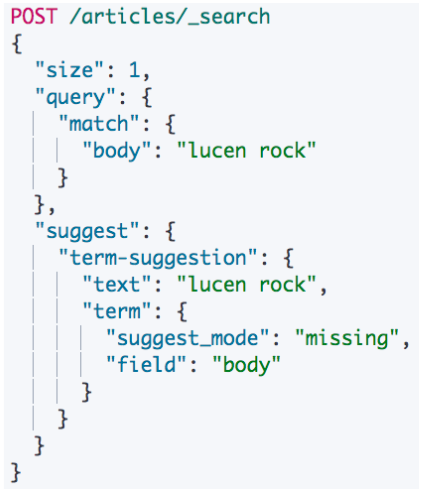 POST /articles/_search
{
  "size": 1,
  "query": {
    "match": {
      "body": "lucen rock"
    }
  },
  "suggest": {
    "term-suggestion": {
      "text": "lucen rock",
      "term": {
        "suggest_mode": "missing",
        "field": "body"
      }
    }
  }
}